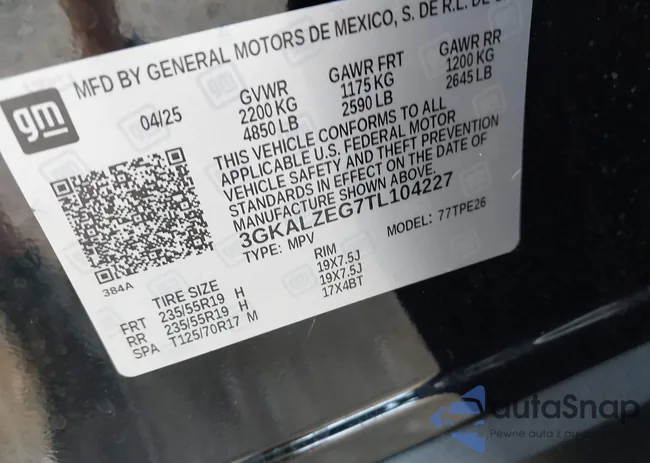 MFD BY GENERAL MOTORS DE MEXICO, S. DE R.L. DE
gm
04/25
GVWR
2200 KG
4850 LB
GAWR FRT
1175 KG
2590 LB
GAWR RR
1200 KG
2645 LB
THIS VEHICLE CONFORMS TO ALL
APPLICABLE U.S. FEDERAL MOTOR
VEHICLE SAFETY AND THEFT PREVENTION
STANDARDS IN EFFECT ON THE DATE OF
MANUFACTURE SHOWN ABOVE.
3GKALZEG7TL104227
TYPE: MPV MODEL: 77TPE26
384A
TIRE SIZE RIM
FRT 235/55R19 H 19X7.5J
RR 235/55R19 H 19X7.5J
SPA T125/70R17 M 17X4BT
autaSnap
Pewne auta z